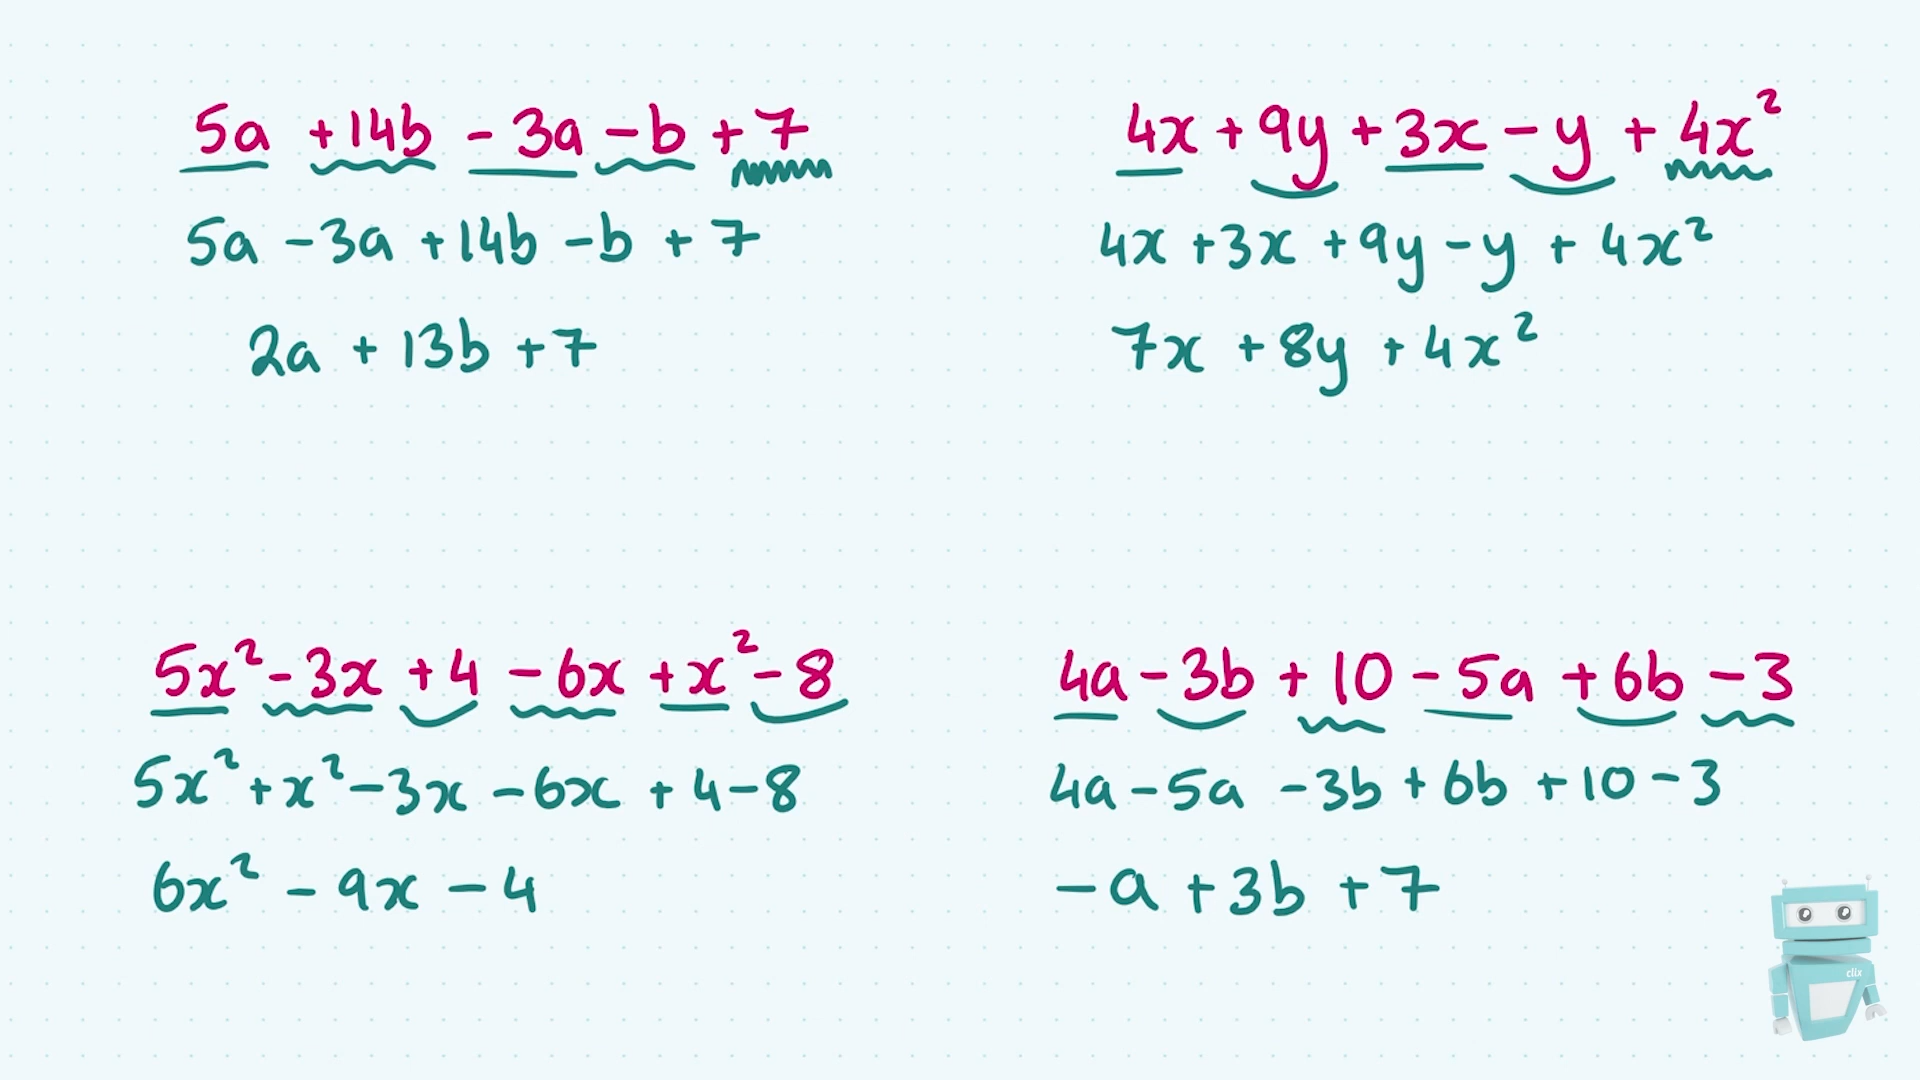 5a + 14b - 3a - b + 7
5a - 3a + 14b - b + 7
2a + 13b + 7
4x + 9y + 3x - y + 4x²
4x + 3x + 9y - y + 4x²
7x + 8y + 4x²
5x² - 3x + 4 - 6x + x² - 8
5x² + x² - 3x - 6x + 4 - 8
6x² - 9x - 4
4a - 3b + 10 - 5a + 6b - 3
4a - 5a - 3b + 6b + 10 - 3
- a + 3b + 7
clix